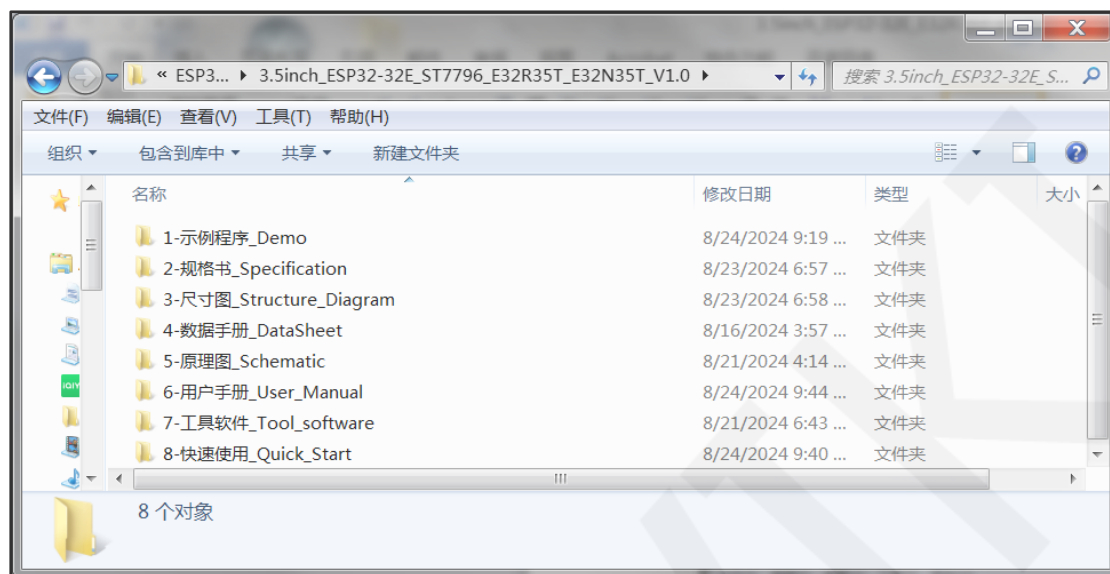 « ESP3... ▸ 3.5inch_ESP32-32E_ST7796_E32R35T_E32N35T_V1.0 ▸ 搜索 3.5inch_ESP32-32E_S...
文件(F) 编辑(E) 查看(V) 工具(T) 帮助(H)
组织 包含到库中 共享 新建文件夹
名称 修改日期 类型 大小
1-示例程序_Demo 8/24/2024 9:19 ... 文件夹
2-规格书_Specification 8/23/2024 6:57 ... 文件夹
3-尺寸图_Structure_Diagram 8/23/2024 6:58 ... 文件夹
4-数据手册_DataSheet 8/16/2024 3:57 ... 文件夹
5-原理图_Schematic 8/21/2024 4:14 ... 文件夹
6-用户手册_User_Manual 8/24/2024 9:44 ... 文件夹
7-工具软件_Tool_software 8/21/2024 6:43 ... 文件夹
8-快速使用_Quick_Start 8/24/2024 9:40 ... 文件夹
8 个对象